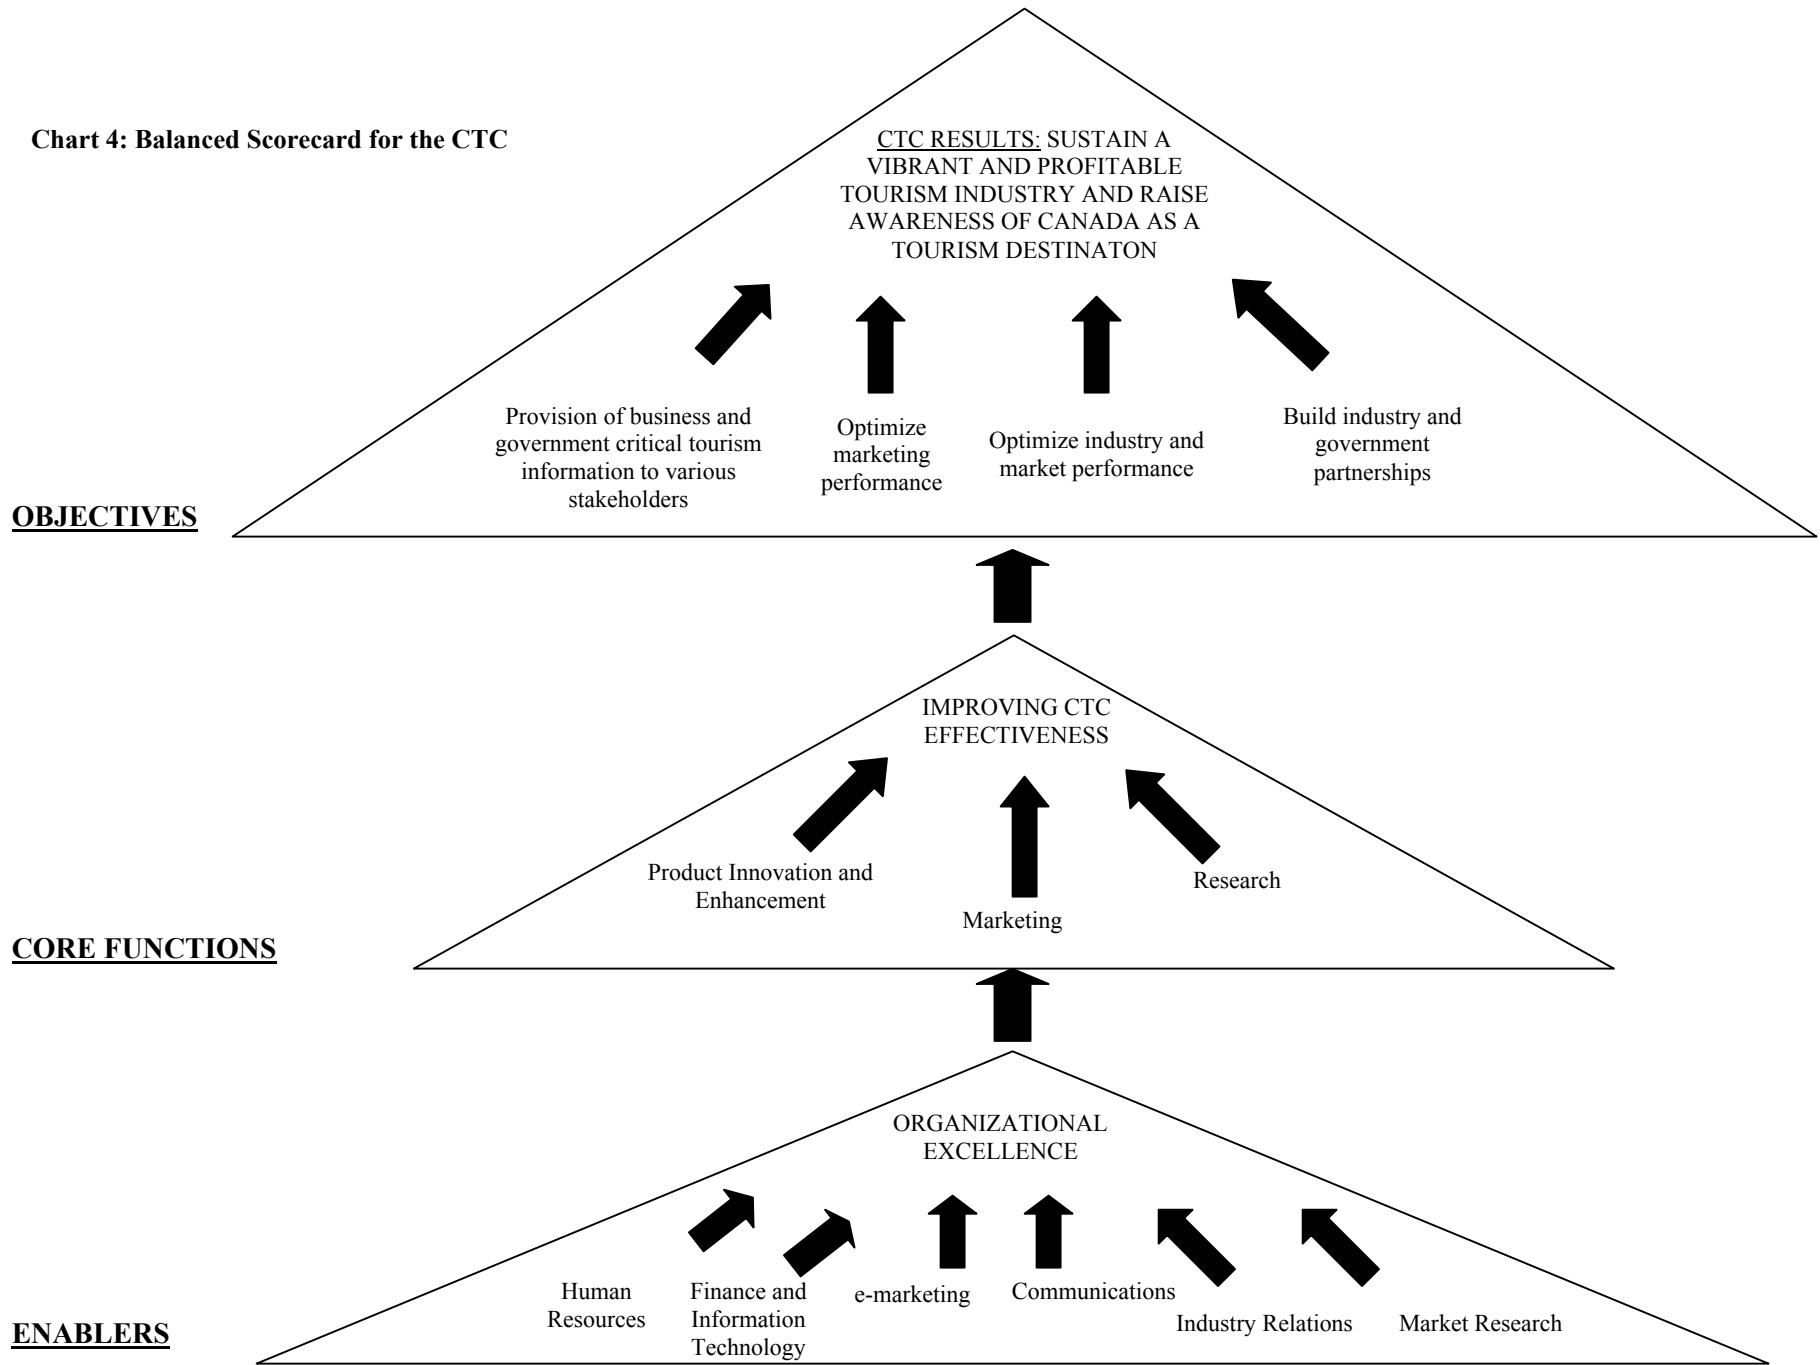 Chart 4: Balanced Scorecard for the CTC
CTC RESULTS: SUSTAIN A
VIBRANT AND PROFITABLE
TOURISM INDUSTRY AND RAISE
AWARENESS OF CANADA AS A
TOURISM DESTINATON
Provision of business and
government critical tourism
information to various
stakeholders
Optimize
marketing
performance
Optimize industry and
market performance
Build industry and
government
partnerships
OBJECTIVES
IMPROVING CTC
EFFECTIVENESS
Product Innovation and
Enhancement
Marketing
Research
CORE FUNCTIONS
ORGANIZATIONAL
EXCELLENCE
Human
Resources
Finance and
Information
Technology
e-marketing
Communications
Industry Relations
Market Research
ENABLERS